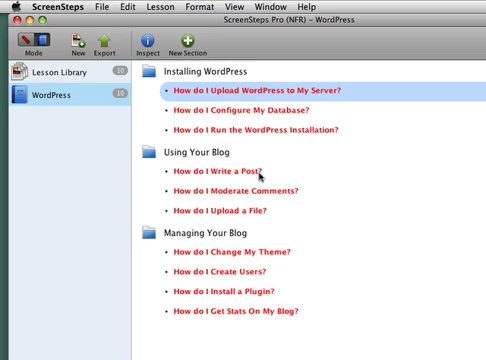 ScreenSteps File Edit Lesson Format View Window Help
ScreenSteps Pro (NFR) – WordPress
Mode New Export Inspect New Section
Lesson Library 10
WordPress 10
Installing WordPress
• How do I Upload WordPress to My Server?
• How do I Configure My Database?
• How do I Run the WordPress Installation?
Using Your Blog
• How do I Write a Post?
• How do I Moderate Comments?
• How do I Upload a File?
Managing Your Blog
• How do I Change My Theme?
• How do I Create Users?
• How do I Install a Plugin?
• How do I Get Stats On My Blog?